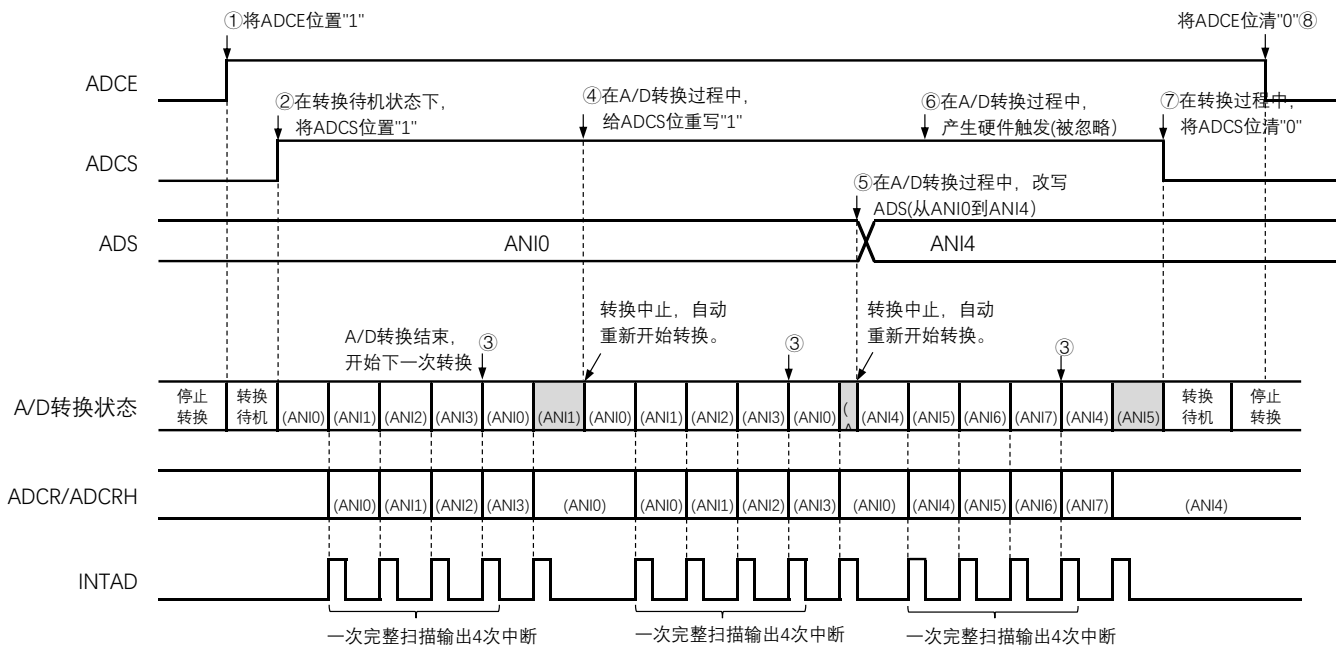 ①将ADCE位置"1"
将ADCE位清"0"⑧
ADCE
②在转换待机状态下，
将ADCS位置"1"
④在A/D转换过程中，
给ADCS位重写"1"
⑥在A/D转换过程中，
产生硬件触发(被忽略）
⑦在转换过程中，
将ADCS位清"0"
ADCS
⑤在A/D转换过程中，改写
ADS(从ANI0到ANI4）
ADS
ANI0
ANI4
A/D转换结束，
开始下一次转换
③
转换中止，自动
重新开始转换。
③
转换中止，自动
重新开始转换。
③
A/D转换状态
停止
转换
转换
待机
(ANI0) (ANI1) (ANI2) (ANI3) (ANI0) (ANI1) (ANI0) (ANI1) (ANI2) (ANI3) (ANI0) (ANI4) (ANI5) (ANI6) (ANI7) (ANI4) (ANI5)
转换
待机
停止
转换
ADCR/ADCRH
(ANI0) (ANI1) (ANI2) (ANI3) (ANI0) (ANI0) (ANI1) (ANI2) (ANI3) (ANI0) (ANI4) (ANI5) (ANI6) (ANI7) (ANI4)
INTAD
一次完整扫描输出4次中断
一次完整扫描输出4次中断
一次完整扫描输出4次中断